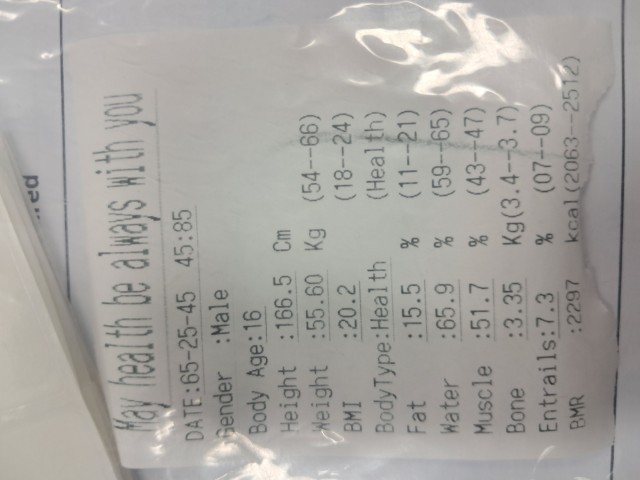 May health be always with you
DATE:65-25-45 45:85
Gender :Male
Body Age:16
Height :166.5 Cm
Weight :55.60 Kg (54--66)
BMI :20.2 (18--24)
BodyType:Health (Health)
Fat :15.5 % (11--21)
Water :65.9 % (59--65)
Muscle :51.7 % (43--47)
Bone :3.35 Kg(3.4--3.7)
Entrails:7.3 % (07--09)
BMR :2297 kcal(2063--2512)